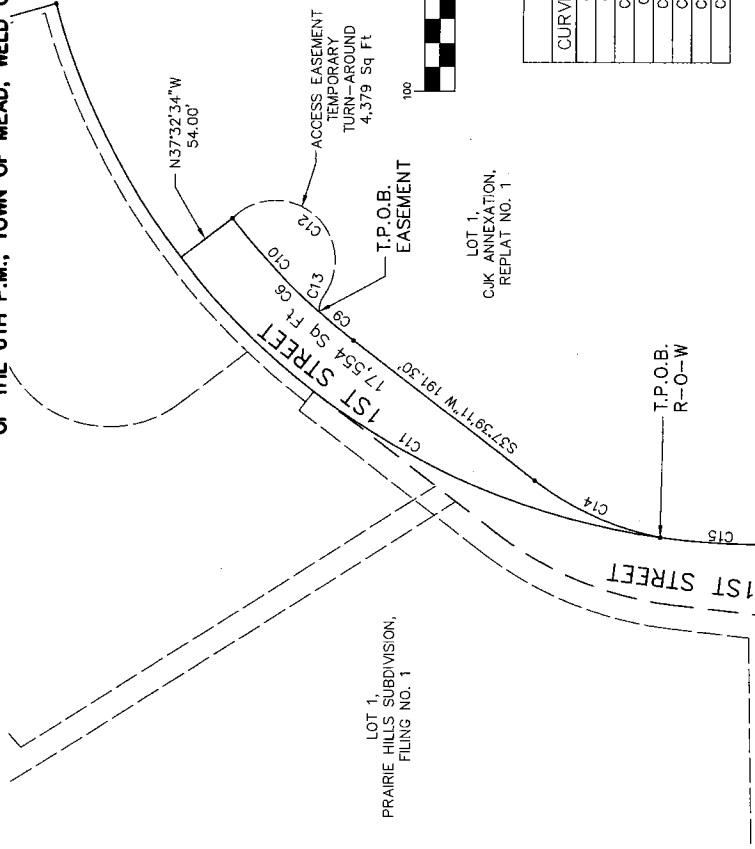 OF THE 6TH P.M., TOWN OF MEAD, WELD
N37°32'34"W
54.00'
ACCESS EASEMENT
TEMPORARY
TURN-AROUND
4,379 Sq Ft
100
CURV
C12
C10
C13
C6
C9
T.P.O.B.
EASEMENT
LOT 1,
CJK ANNEXATION,
REPLAT NO. 1
1ST STREET
17,554 Sq Ft
C11
S37°39'11"W 191.30'
T.P.O.B.
R-O-W
C14
C15
1ST STREET
LOT 1,
PRAIRIE HILLS SUBDIVISION,
FILING NO. 1